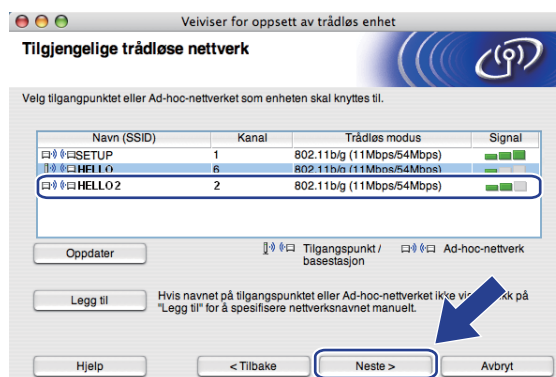 Veiviser for oppsett av trådløs enhet
Tilgjengelige trådløse nettverk
Velg tilgangspunktet eller Ad-hoc-nettverket som enheten skal knyttes til.
Navn (SSID) Kanal Trådløs modus Signal
SETUP 1 802.11b/g (11Mbps/54Mbps)
HELLO 6 802.11b/g (11Mbps/54Mbps)
HELLO2 2 802.11b/g (11Mbps/54Mbps)
Oppdater Tilgangspunkt / Ad-hoc-nettverk
basestasjon
Legg til Hvis navnet på tilgangspunktet eller Ad-hoc-nettverket ikke på
"Legg til" for å spesifisere nettverksnavnet manuelt.
Hjelp < Tilbake Neste > Avbryt